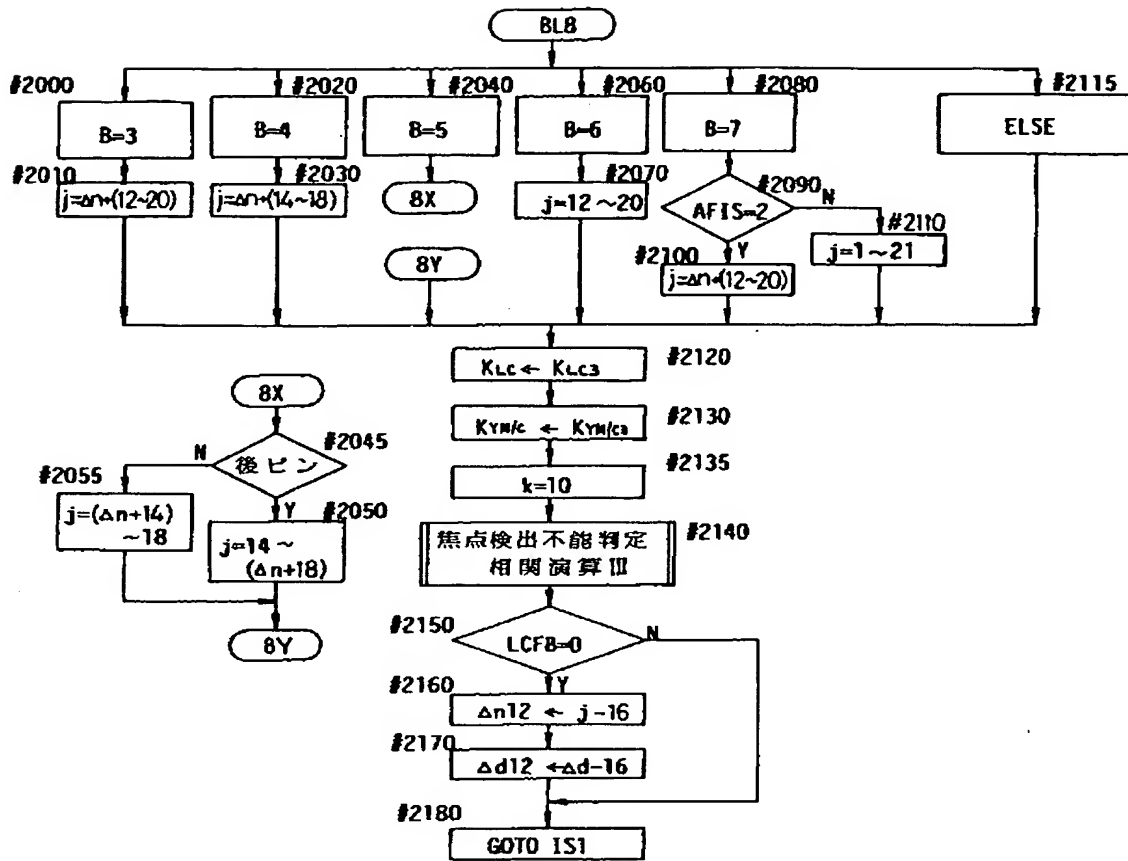 BL8
#2000
B=3
#2010
j=Δn+(12~20)
#2020
B=4
#2030
j=Δn+(14~18)
#2040
B=5
8X
8Y
#2060
B=6
#2070
j=12~20
#2080
B=7
#2090
AFIS=2
N
Y
#2100
j=Δn+(12~20)
#2110
j=1~21
#2115
ELSE
#2120
KLC ← KLC3
#2130
KYM/C ← KYM/C3
#2135
k=10
#2140
焦点検出不能判定
相関演算III
#2150
LCFB=0
N
Y
#2160
Δn12 ← j-16
#2170
Δd12 ←Δd-16
#2180
GOTO IS1
8X
#2045
後ピン
N
Y
#2055
j=(Δn+14)
~18
#2050
j=14~
(Δn+18)
8Y